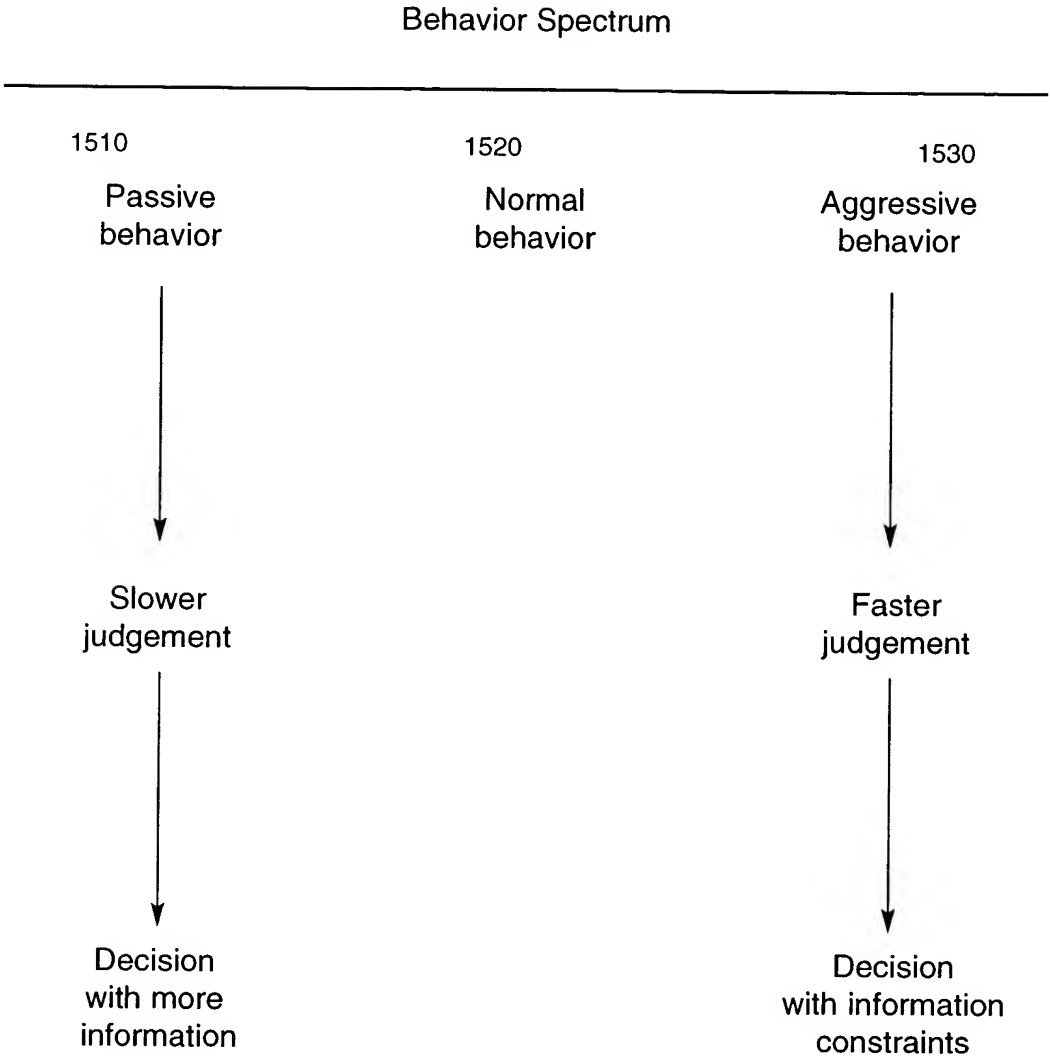 Behavior Spectrum
1510
Passive
behavior
1520
Normal
behavior
1530
Aggressive
behavior
Slower
judgement
Faster
judgement
Decision
with more
information
Decision
with information
constraints